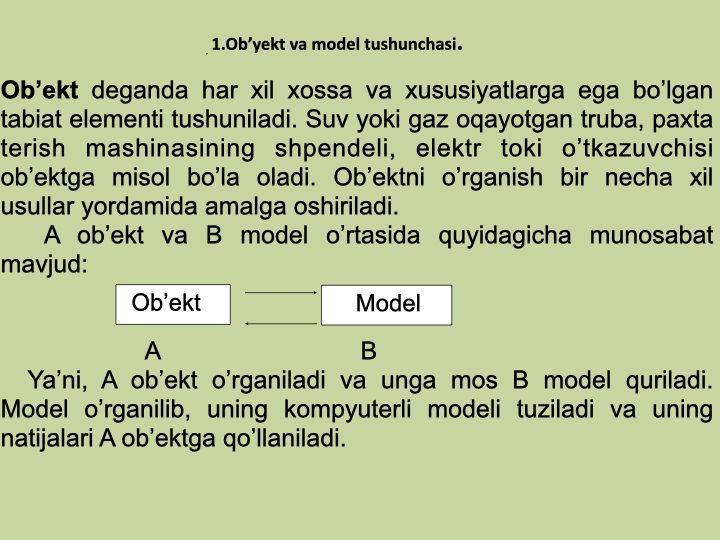 1.Ob’yekt va model tushunchasi.
Ob’ekt deganda har xil xossa va xususiyatlarga ega bo’lgan
tabiat elementi tushuniladi. Suv yoki gaz oqayotgan truba, paxta
terish mashinasining shpendeli, elektr toki o’tkazuvchisi
ob’ektga misol bo’la oladi. Ob’ektni o’rganish bir necha xil
usullar yordamida amalga oshiriladi.
A ob’ekt va B model o’rtasida quyidagicha munosabat
mavjud:
Ob’ekt Model
A B
Ya’ni, A ob’ekt o’rganiladi va unga mos B model quriladi.
Model o’rganilib, uning kompyuterli modeli tuziladi va uning
natijalari A ob’ektga qo’llaniladi.